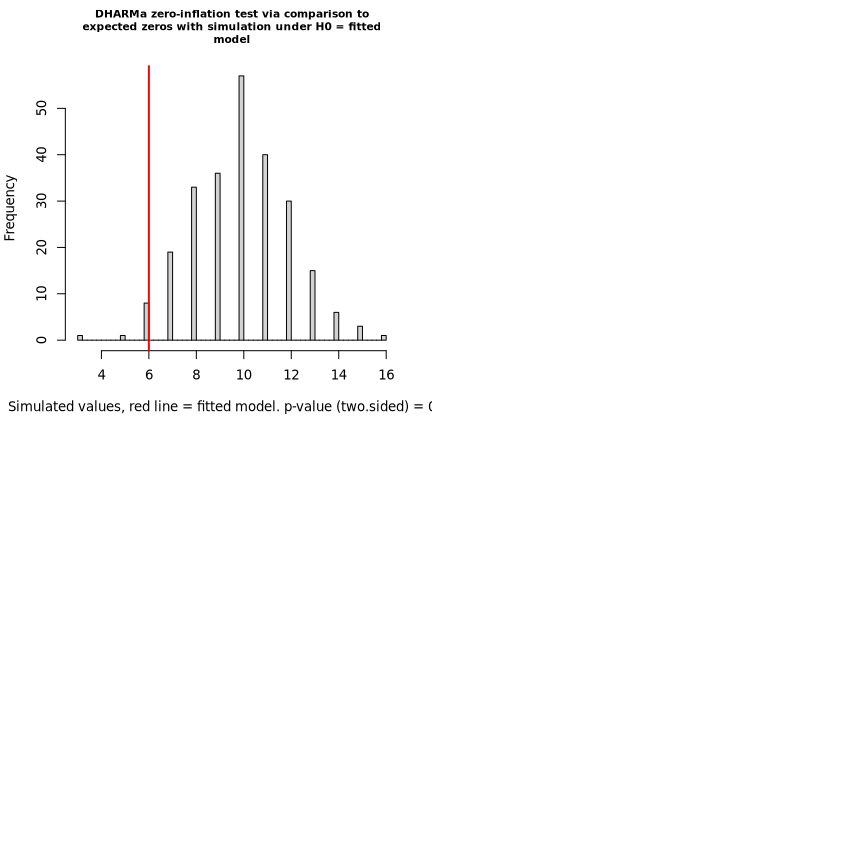 DHARMa zero-inflation test via comparison to
expected zeros with simulation under H0 = fitted
model
50
40
30
20
10
0
Frequency
4 6 8 10 12 14 16
Simulated values, red line = fitted model. p-value (two.sided) =